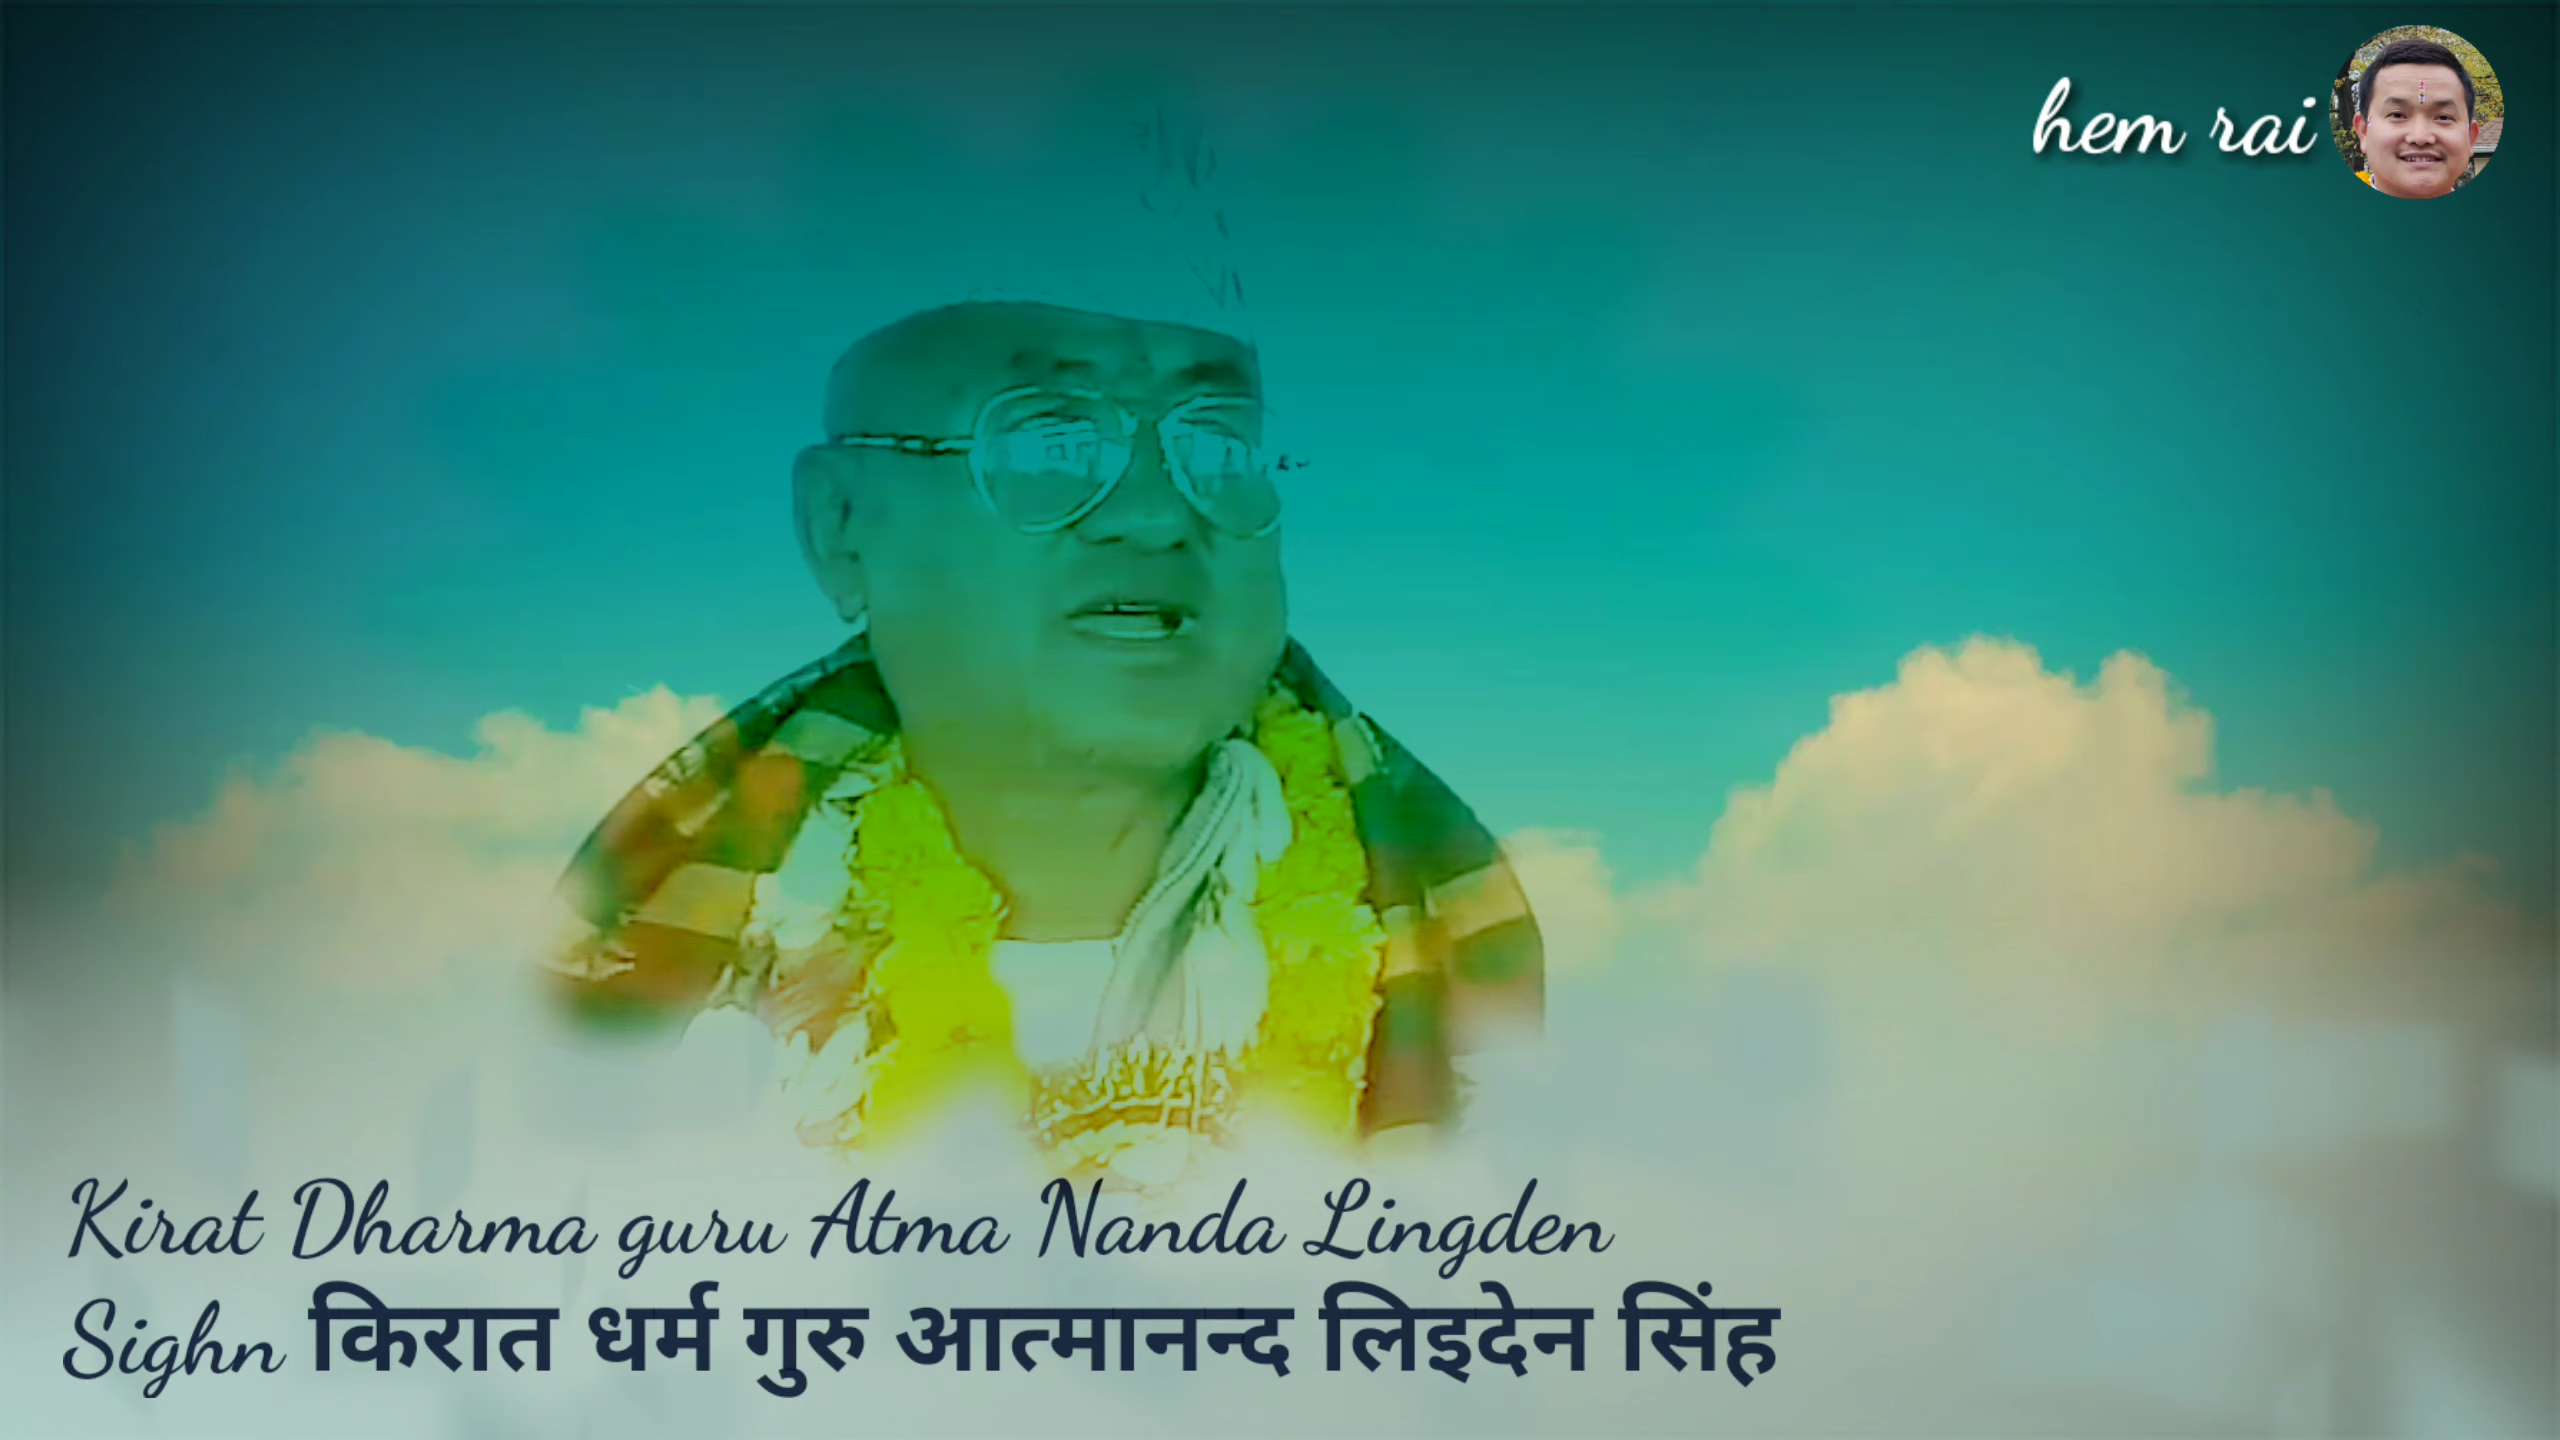 hem rai
Kirat Dharma guru Atma Nanda Lingden
Sighn किरात धर्म गुरु आत्मानन्द लिइदेन सिंह